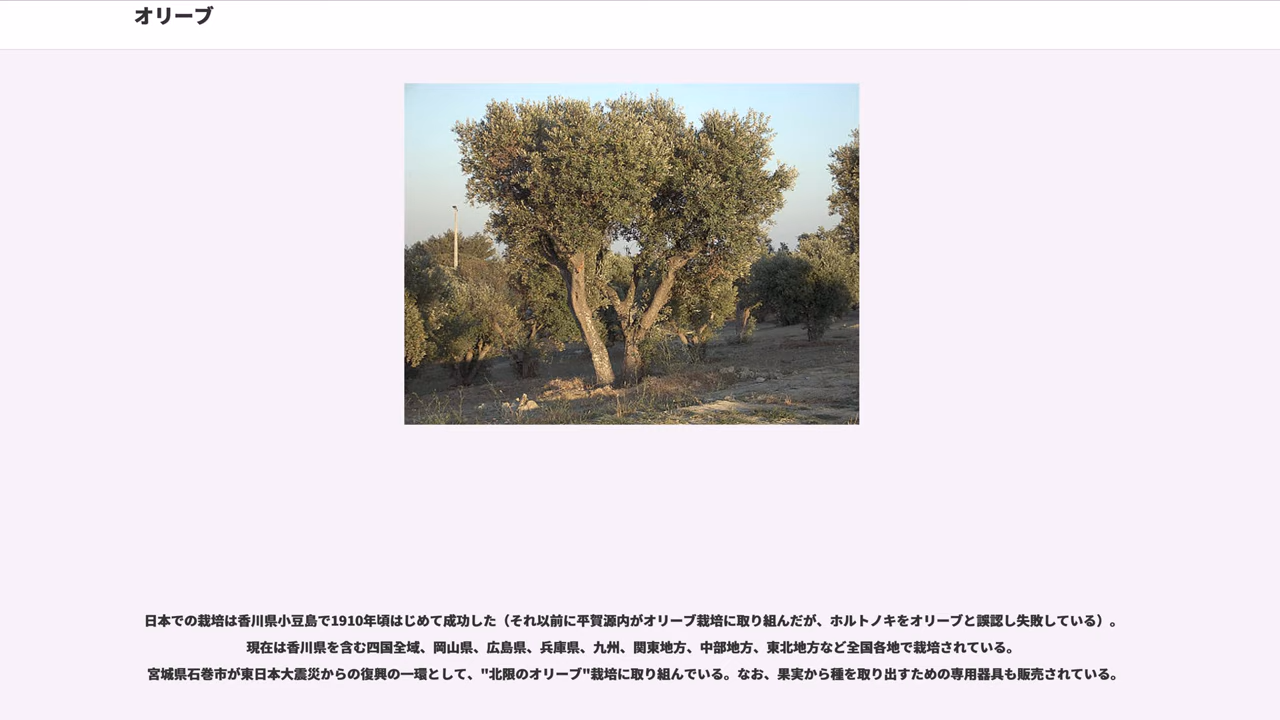 オリーブ
日本での栽培は香川県小豆島で1910年頃はじめて成功した（それ以前に平賀源内がオリーブ栽培に取り組んだが、ホルトノキをオリーブと誤認し失敗している）。
現在は香川県を含む四国全域、岡山県、広島県、兵庫県、九州、関東地方、中部地方、東北地方など全国各地で栽培されている。
宮城県石巻市が東日本大震災からの復興の一環として、"北限のオリーブ"栽培に取り組んでいる。なお、果実から種を取り出すための専用器具も販売されている。